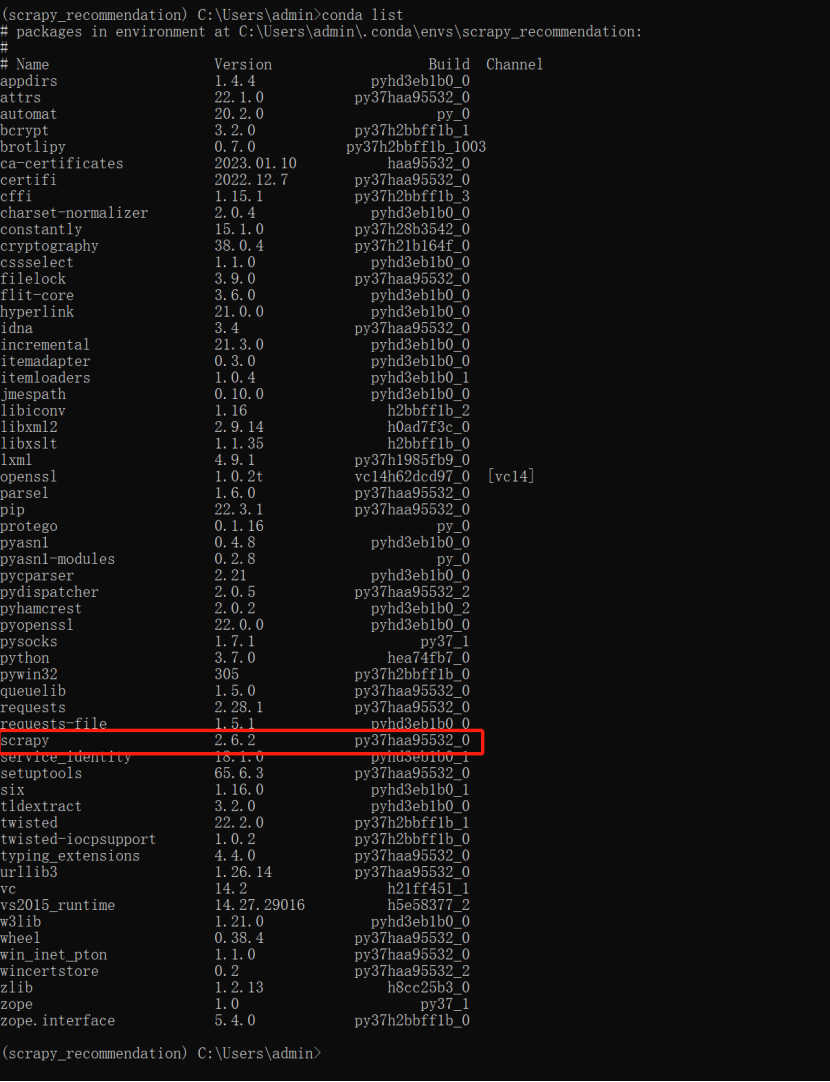 (scrapy_recommendation) C:\Users\admin>conda list
# packages in environment at C:\Users\admin\.conda\envs\scrapy_recommendation:
#
# Name Version Build Channel
appdirs 1.4.4 pyhd3eb1b0_0
attrs 22.1.0 py37haa95532_0
automat 20.2.0 py_0
bcrypt 3.2.0 py37h2bbff1b_1
brotlipy 0.7.0 py37h2bbff1b_1003
ca-certificates 2023.01.10 haa95532_0
certifi 2022.12.7 py37haa95532_0
cffi 1.15.1 py37h2bbff1b_3
charset-normalizer 2.0.4 pyhd3eb1b0_0
constantly 15.1.0 py37h28b3542_0
cryptography 38.0.4 py37h21b164f_0
cssselect 1.1.0 pyhd3eb1b0_0
filelock 3.9.0 py37haa95532_0
flit-core 3.6.0 pyhd3eb1b0_0
hyperlink 21.0.0 pyhd3eb1b0_0
idna 3.4 py37haa95532_0
incremental 21.3.0 pyhd3eb1b0_0
itemadapter 0.3.0 pyhd3eb1b0_0
itemloaders 1.0.4 pyhd3eb1b0_1
jmespath 0.10.0 pyhd3eb1b0_0
libiconv 1.16 h2bbff1b_2
libxml2 2.9.14 h0ad7f3c_0
libxslt 1.1.35 h2bbff1b_0
lxml 4.9.1 py37h1985fb9_0
openssl 1.0.2t vc14h62dcd97_0 [vc14]
parsel 1.6.0 py37haa95532_0
pip 22.3.1 py37haa95532_0
protego 0.1.16 py_0
pyasn1 0.4.8 pyhd3eb1b0_0
pyasn1-modules 0.2.8 py_0
pycparser 2.21 pyhd3eb1b0_0
pydispatcher 2.0.5 py37haa95532_2
pyhamcrest 2.0.2 pyhd3eb1b0_2
pyopenssl 22.0.0 pyhd3eb1b0_0
pysocks 1.7.1 py37_1
python 3.7.0 hea74fb7_0
pywin32 305 py37h2bbff1b_0
queuelib 1.5.0 py37haa95532_0
requests 2.28.1 py37haa95532_0
requests-file 1.5.1 pyhd3eb1b0_0
scrapy 2.6.2 py37haa95532_0
service_identity 18.1.0 pyhd3eb1b0_1
setuptools 65.6.3 py37haa95532_0
six 1.16.0 pyhd3eb1b0_1
tldextract 3.2.0 pyhd3eb1b0_0
twisted 22.2.0 py37h2bbff1b_1
twisted-iocpsupport 1.0.2 py37h2bbff1b_0
typing_extensions 4.4.0 py37haa95532_0
urllib3 1.26.14 py37haa95532_0
vc 14.2 h21ff451_1
vs2015_runtime 14.27.29016 h5e58377_2
w3lib 1.21.0 pyhd3eb1b0_0
wheel 0.38.4 py37haa95532_0
win_inet_pton 1.1.0 py37haa95532_0
wincertstore 0.2 py37haa95532_2
zlib 1.2.13 h8cc25b3_0
zope 1.0 py37_1
zope.interface 5.4.0 py37h2bbff1b_0
(scrapy_recommendation) C:\Users\admin>